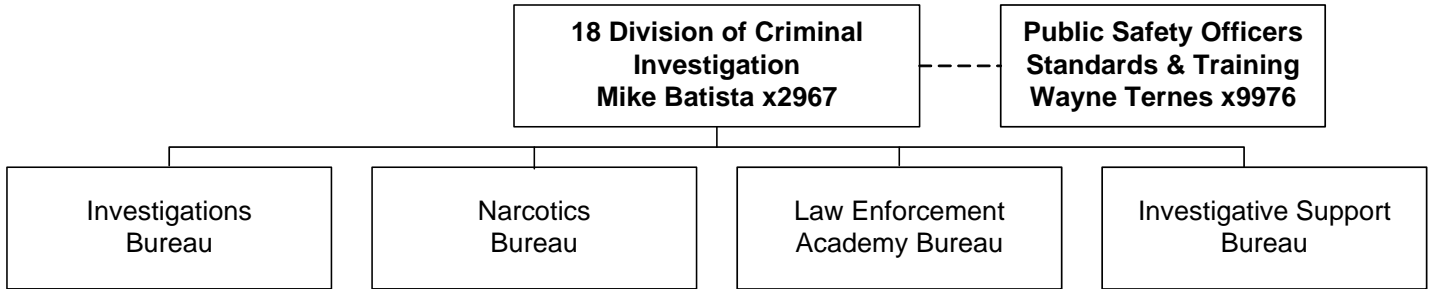 18 Division of Criminal
Investigation
Mike Batista x2967
Public Safety Officers
Standards & Training
Wayne Ternes x9976
Investigations
Bureau
Narcotics
Bureau
Law Enforcement
Academy Bureau
Investigative Support
Bureau